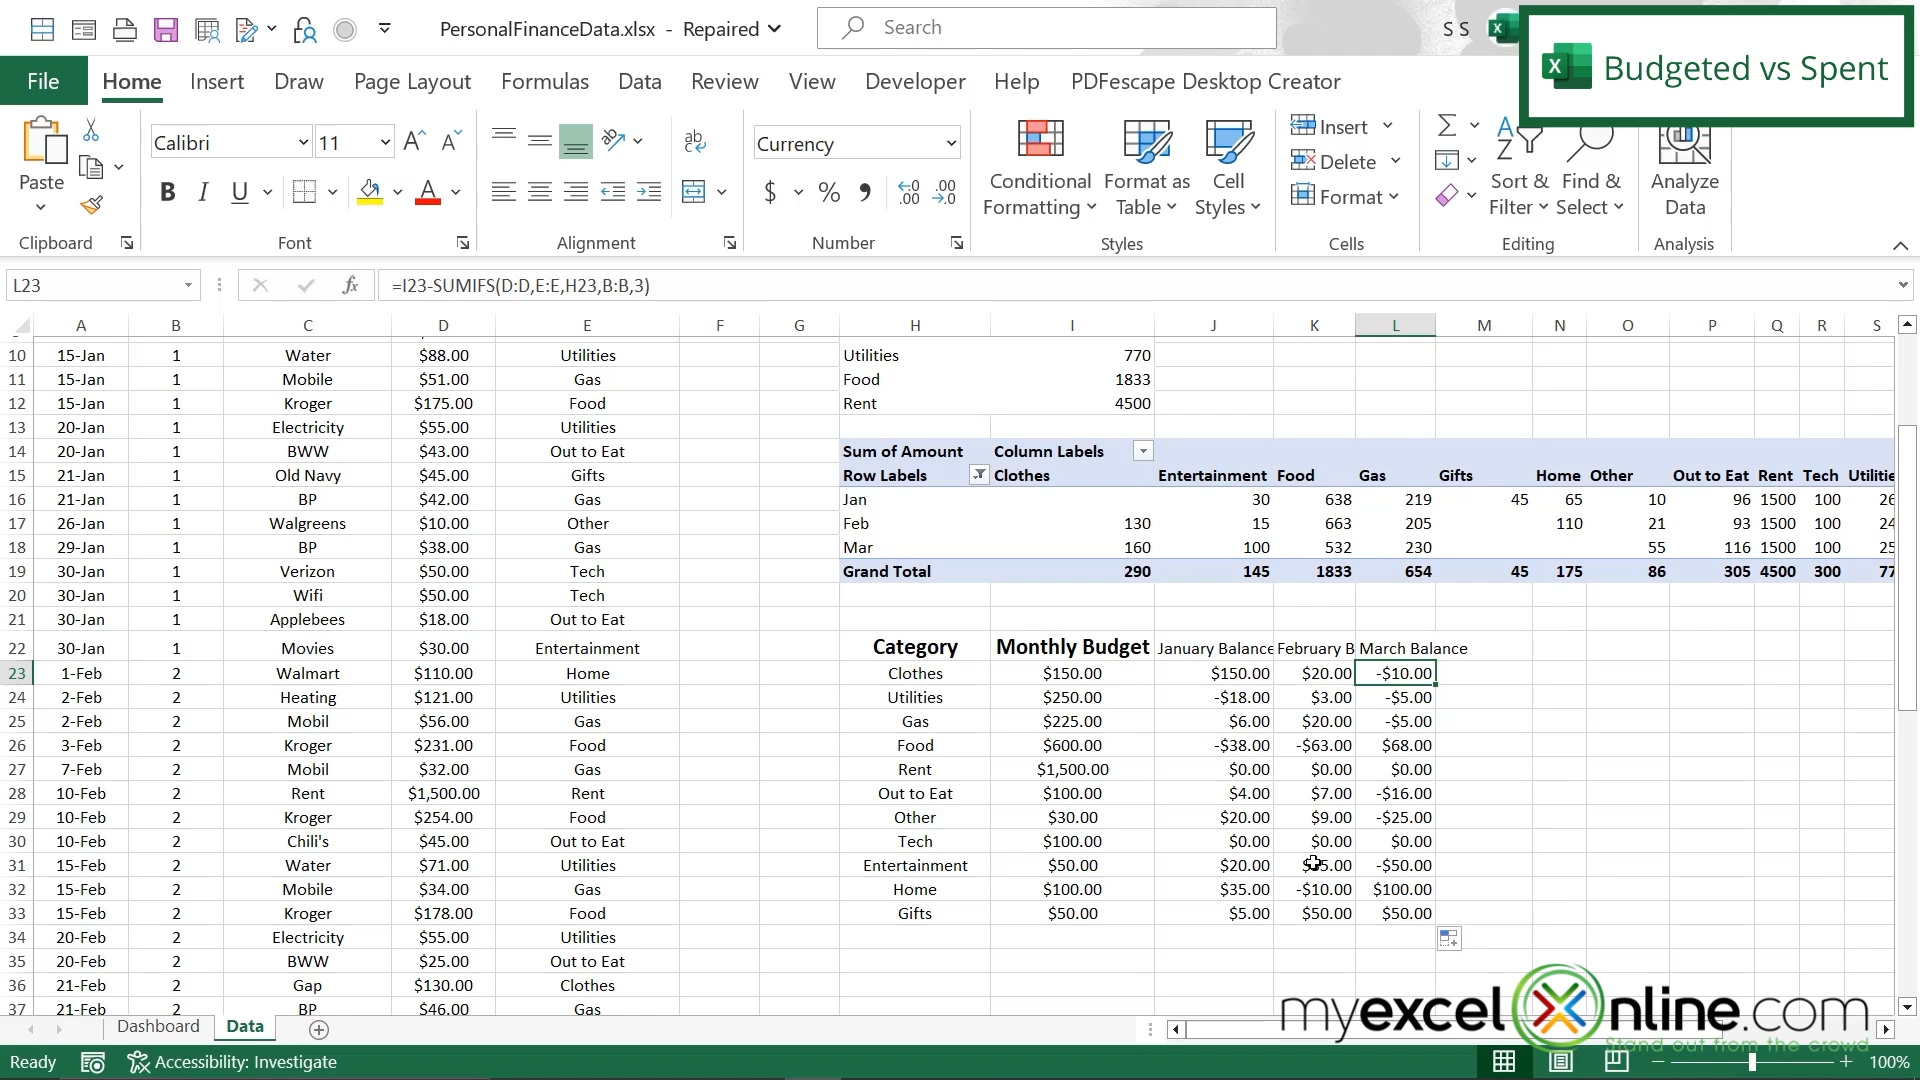 PersonalFinanceData.xlsx - Repaired
Search
S S
Budgeted vs Spent
File Home Insert Draw Page Layout Formulas Data Review View Developer Help PDFescape Desktop Creator
Calibri 11 Currency
Paste
Conditional Formatting
Format as Table
Cell Styles
Insert
Delete
Format
Sort & Filter
Find & Select
Analyze Data
Clipboard Font Alignment Number Styles Cells Editing Analysis
L23 fx =I23-SUMIFS(D:D,E:E,H23,B:B,3)
A B C D E F G H I J K L M N O P Q R S
10 15-Jan 1 Water $88.00 Utilities Utilities 770
11 15-Jan 1 Mobile $51.00 Gas Food 1833
12 15-Jan 1 Kroger $175.00 Food Rent 4500
13 20-Jan 1 Electricity $55.00 Utilities
14 20-Jan 1 BWW $43.00 Out to Eat Sum of Amount Column Labels
15 21-Jan 1 Old Navy $45.00 Gifts Row Labels Clothes Entertainment Food Gas Gifts Home Other Out to Eat Rent Tech Utilitie
16 21-Jan 1 BP $42.00 Gas Jan 30 638 219 45 65 10 96 1500 100 26
17 26-Jan 1 Walgreens $10.00 Other Feb 130 15 663 205 110 21 93 1500 100 24
18 29-Jan 1 BP $38.00 Gas Mar 160 100 532 230 55 116 1500 100 25
19 30-Jan 1 Verizon $50.00 Tech Grand Total 290 145 1833 654 45 175 86 305 4500 300 77
20 30-Jan 1 Wifi $50.00 Tech
21 30-Jan 1 Applebees $18.00 Out to Eat
22 30-Jan 1 Movies $30.00 Entertainment Category Monthly Budget January Balance February B March Balance
23 1-Feb 2 Walmart $110.00 Home Clothes $150.00 $150.00 $20.00 -$10.00
24 2-Feb 2 Heating $121.00 Utilities Utilities $250.00 -$18.00 $3.00 -$5.00
25 2-Feb 2 Mobil $56.00 Gas Gas $225.00 $6.00 $20.00 -$5.00
26 3-Feb 2 Kroger $231.00 Food Food $600.00 -$38.00 -$63.00 $68.00
27 7-Feb 2 Mobil $32.00 Gas Rent $1,500.00 $0.00 $0.00 $0.00
28 10-Feb 2 Rent $1,500.00 Rent Out to Eat $100.00 $4.00 $7.00 -$16.00
29 10-Feb 2 Kroger $254.00 Food Other $30.00 $20.00 $9.00 -$25.00
30 10-Feb 2 Chili's $45.00 Out to Eat Tech $100.00 $0.00 $0.00 $0.00
31 15-Feb 2 Water $71.00 Utilities Entertainment $50.00 $20.00 -$50.00
32 15-Feb 2 Mobile $34.00 Gas Home $100.00 $35.00 -$10.00 $100.00
33 15-Feb 2 Kroger $178.00 Food Gifts $50.00 $5.00 $50.00 $50.00
34 20-Feb 2 Electricity $55.00 Utilities
35 20-Feb 2 BWW $25.00 Out to Eat
36 21-Feb 2 Gap $130.00 Clothes
37 21-Feb 2 BP $46.00 Gas
myexcelonline.com
Stand out from the crowd
Dashboard Data
Ready Accessibility: Investigate 100%